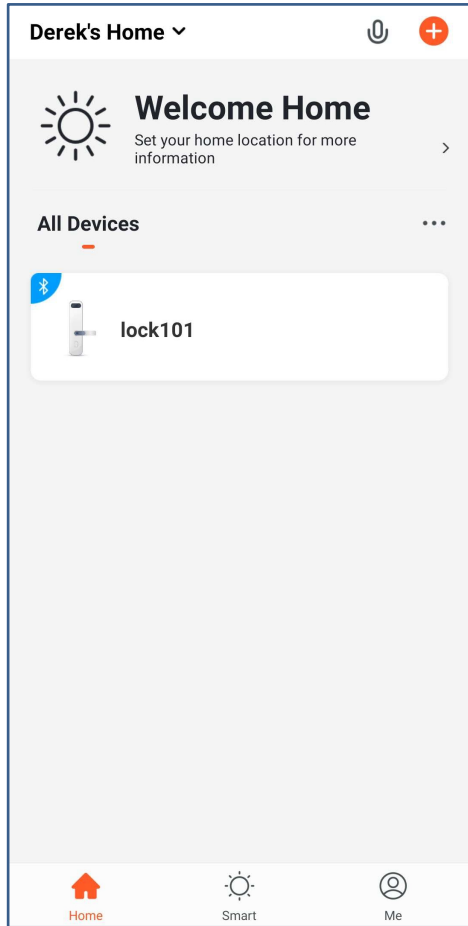 Derek's Home
Welcome Home
Set your home location for more
information
All Devices
lock101
Home
Smart
Me